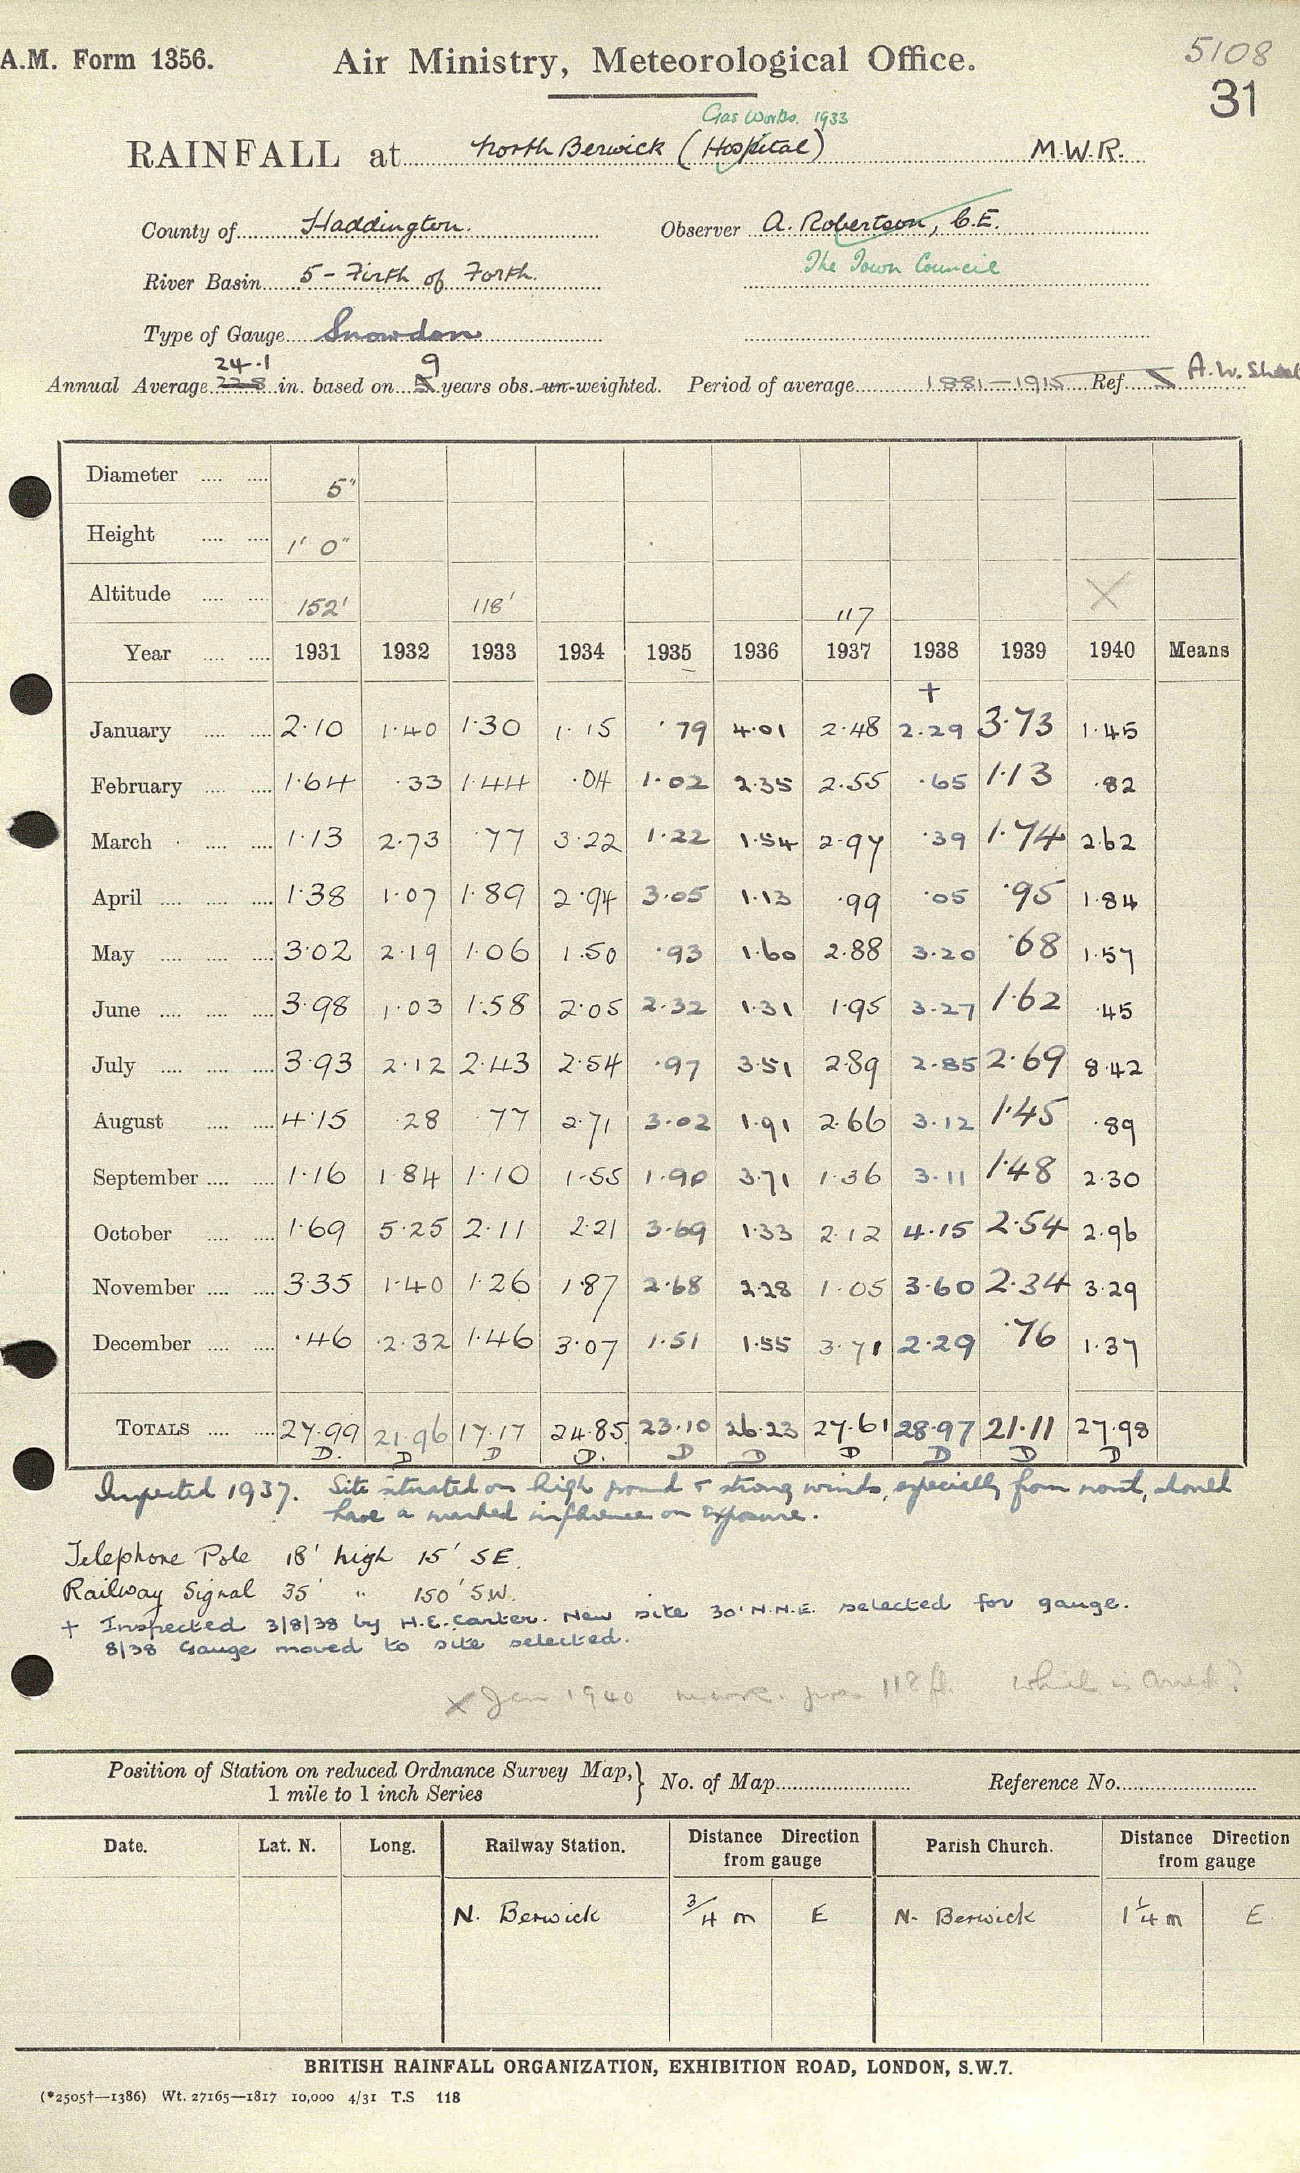 5108
A.M. Form 1356. Air Ministry, Meteorological Office.
31
Gas Works. 1933
RAINFALL at North Berwick (Hospital) M.W.R.
County of Haddington. Observer A. Robertson, C.E.
The Town Council
River Basin 5 - Firth of Forth.
Type of Gauge Snowdon
24.1 9
Annual Average 22.8 in. based on 5 years obs. un-weighted. Period of average 1881-1915 Ref. A.W. 
Diameter 5"
Height 1' 0"
Altitude 152' 118' 117 X
Year 1931 1932 1933 1934 1935 1936 1937 1938 1939 1940 Means
+
January 2.10 1.40 1.30 1.15 .79 4.01 2.48 2.29 3.73 1.45
February 1.64 .33 1.44 .04 1.02 2.35 2.55 .65 1.13 .82
March 1.13 2.73 .77 3.22 1.22 1.54 2.97 .39 1.74 2.62
April 1.38 1.07 1.89 2.94 3.05 1.13 .99 .05 .95 1.84
May 3.02 2.19 1.06 1.50 .93 1.60 2.88 3.20 .68 1.57
June 3.98 1.03 1.58 2.05 2.32 1.31 1.95 3.27 1.62 .45
July 3.93 2.12 2.43 2.54 .97 3.51 2.89 2.85 2.69 8.42
August 4.15 .28 .77 2.71 3.02 1.91 2.66 3.12 1.45 .89
September 1.16 1.84 1.10 1.55 1.90 3.71 1.36 3.11 1.48 2.30
October 1.69 5.25 2.11 2.21 3.69 1.33 2.12 4.15 2.54 2.96
November 3.35 1.40 1.26 1.87 2.68 2.28 1.05 3.60 2.34 3.29
December .46 2.32 1.46 3.07 1.51 1.55 3.71 2.29 .76 1.37
TOTALS 27.99 21.96 17.17 24.85 23.10 26.23 27.61 28.97 21.11 27.98
D. D D D. D D D D D D
Inspected 1937. Site situated on high ground & strong winds, especially from west, should
have a marked influence on exposure.
Telephone Pole 18' high 15' SE.
Railway Signal 35' " 150' S.W.
+ Inspected 3/8/38 by H.E. Carter. New site 30' N.N.E. selected for gauge.
8/38 Gauge moved to site selected.
X Jan 1940 gives 118 ft. which is correct?
Position of Station on reduced Ordnance Survey Map, } No. of Map Reference No.
1 mile to 1 inch Series
Date. Lat. N. Long. Railway Station. Distance Direction from gauge Parish Church. Distance Direction from gauge
N. Berwick 3/4 m E N. Berwick 1 1/4 m E
BRITISH RAINFALL ORGANIZATION, EXHIBITION ROAD, LONDON, S.W.7.
(*2505†—1386) Wt. 27165—1817 10,000 4/31 T.S 118